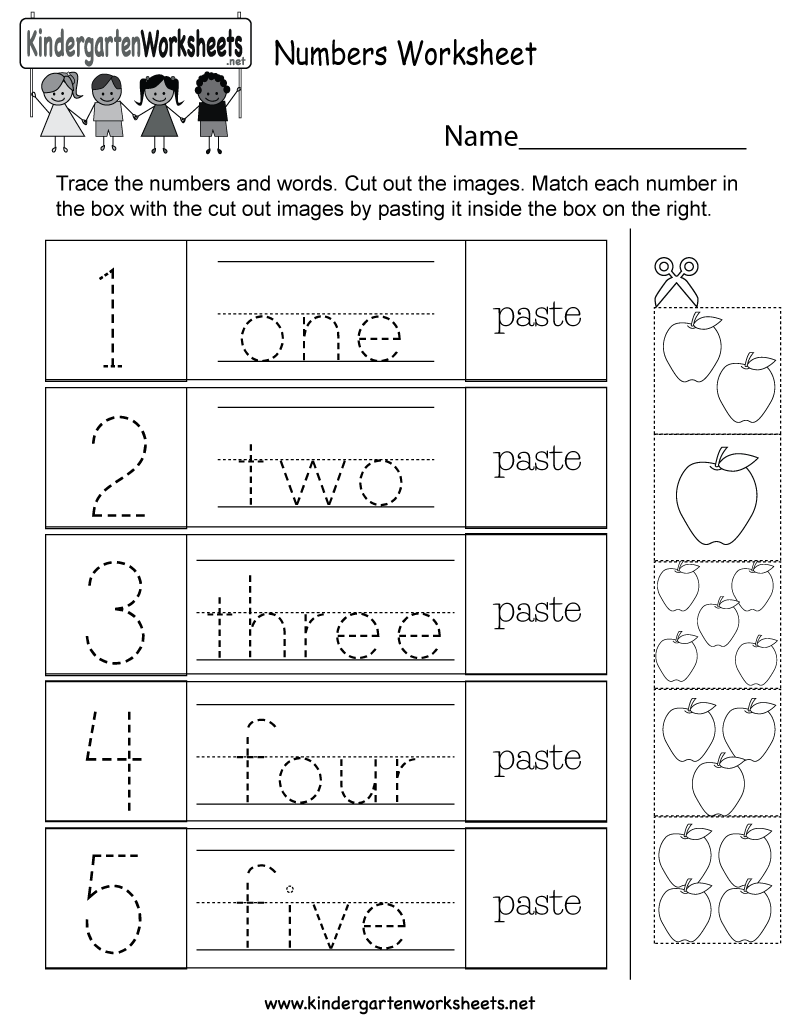 KindergartenWorksheets
.net
Numbers Worksheet
Name_______________
Trace the numbers and words. Cut out the images. Match each number in
the box with the cut out images by pasting it inside the box on the right.
1 one paste
2 two paste
3 three paste
4 four paste
5 five paste
www.kindergartenworksheets.net